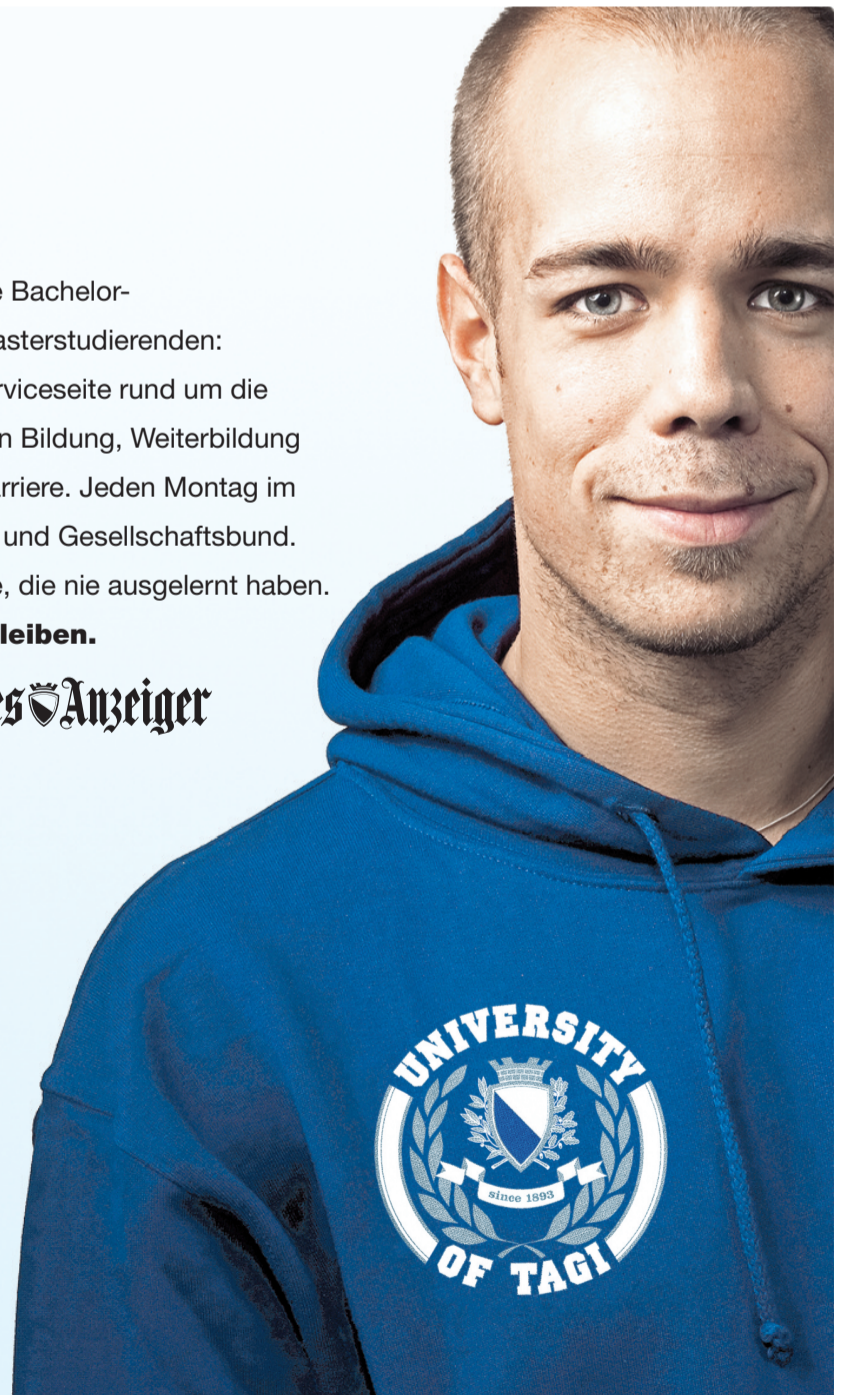 e Bachelor-
asterstudierenden:
rviceseite rund um die
n Bildung, Weiterbildung
rriere. Jeden Montag im
und Gesellschaftsbund.
e, die nie ausgelernt haben.
leiben.
es Anzeiger
UNIVERSITY
since 1893
OF TAGI